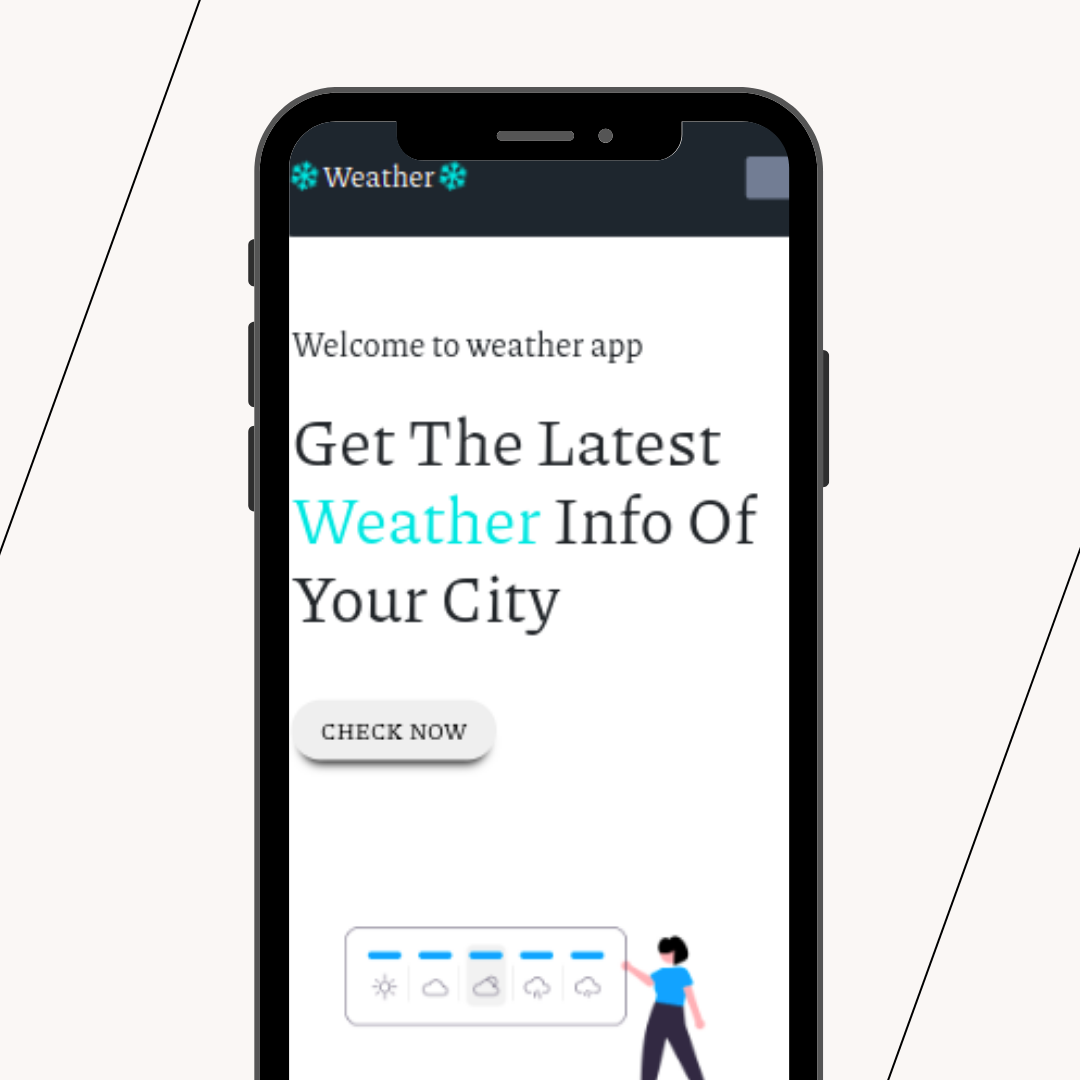 Weather
Welcome to weather app
Get The Latest
Weather Info Of
Your City
CHECK NOW